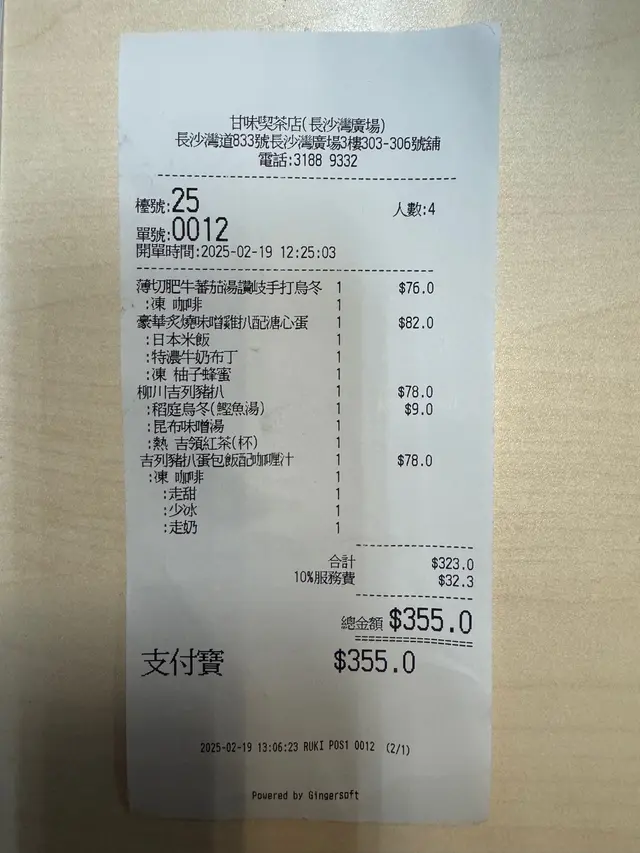 甘味喫茶店(長沙灣廣場)
長沙灣道833號長沙灣廣場3樓303-306號舖
電話:3188 9332
檯號:25 人數:4
單號:0012
開單時間:2025-02-19 12:25:03
薄切肥牛蕃茄湯讚岐手打烏冬 1 $76.0
:凍 咖啡 1
豪華炙燒味噌雞扒配溏心蛋 1 $82.0
:日本米飯 1
:特濃牛奶布丁 1
:凍 柚子蜂蜜 1
柳川吉列豬扒 1 $78.0
:稻庭烏冬(鰹魚湯) 1 $9.0
:昆布味噌湯 1
:熱 吉領紅茶(杯) 1
吉列豬扒蛋包飯配咖喱汁 1 $78.0
:凍 咖啡 1
:走甜 1
:少冰 1
:走奶 1
合計 $323.0
10%服務費 $32.3
總金額 $355.0
支付寶 $355.0
2025-02-19 13:06:23 RUKI POS1 0012 (2/1)
Powered by Gingersoft